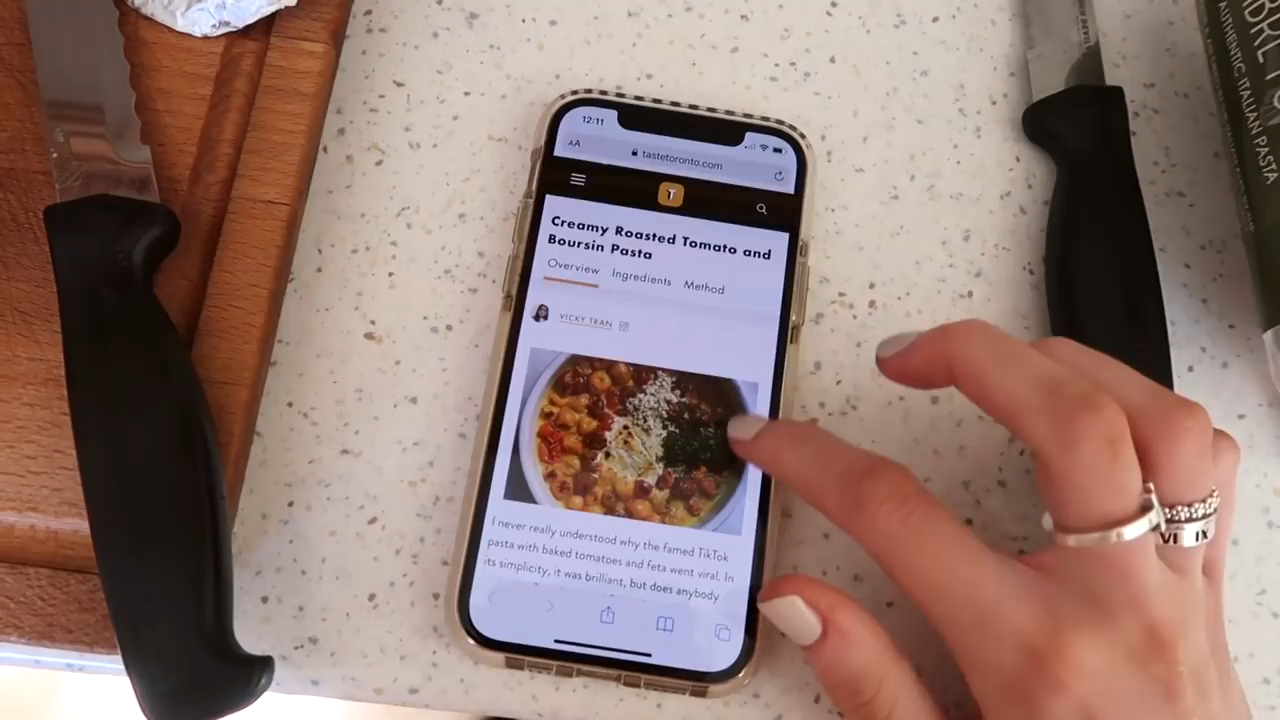 12:11
AA
tastetoronto.com
T
Creamy Roasted Tomato and
Boursin Pasta
Overview
Ingredients
Method
VICKY TRAN
I never really understood why the famed TikTok
pasta with baked tomatoes and feta went viral. In
its simplicity, it was brilliant, but does anybody
AUTHENTIC ITALIAN PASTA
VI IX